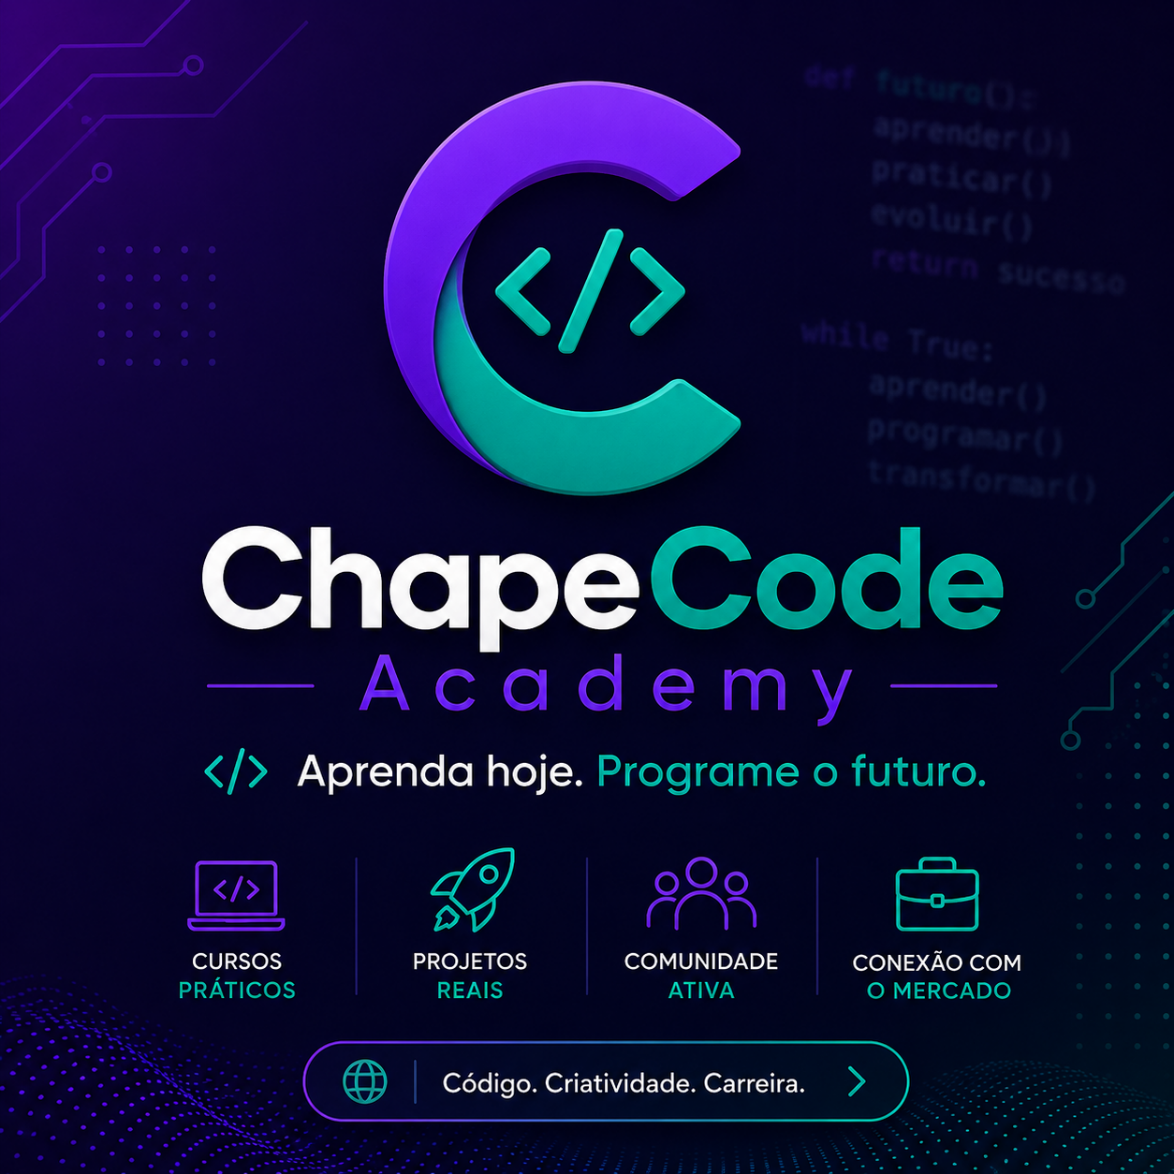 def futuro():
aprender()
praticar()
evoluir()
return sucesso
while True:
aprender()
programar()
transformar()
</>
ChapeCode
Academy
</> Aprenda hoje. Programe o futuro.
</>
CURSOS
PRÁTICOS
PROJETOS
REAIS
COMUNIDADE
ATIVA
CONEXÃO COM
O MERCADO
Código. Criatividade. Carreira.